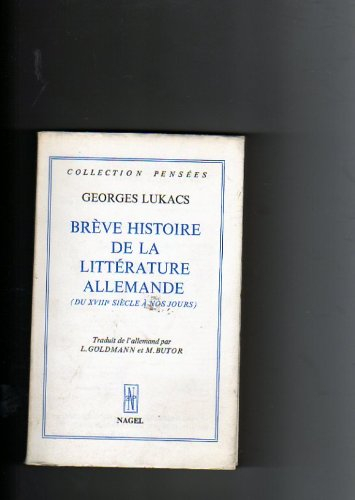 COLLECTION PENSÉES
GEORGES LUKACS
BRÈVE HISTOIRE
DE LA
LITTÉRATURE
ALLEMANDE
(DU XVIIIe SIÈCLE À NOS JOURS)
Traduit de l'allemand par
L. GOLDMANN et M. BUTOR
NAGEL